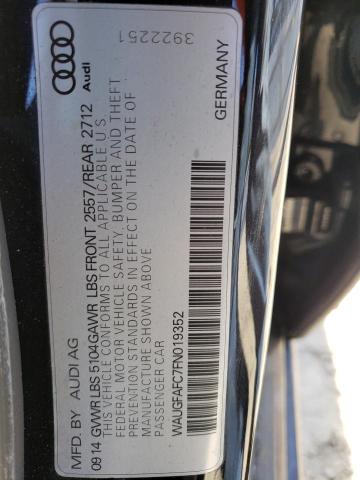 Audi
3922251
MFD. BY AUDI AG
09 14 GVWR LBS 5104 GAWR LBS FRONT 2557/REAR 2712
THIS CONFORMS TO ALL APPLICABLE U S
FEDERAL MOTOR VEHICLE SAFETY, BUMPER AND THEFT
PREVENTION STANDARDS IN EFFECT ON THE DATE OF
MANUFACTURE SHOWN ABOVE
PASSENGER CAR
WAUGFAFC7FN019352
GERMANY